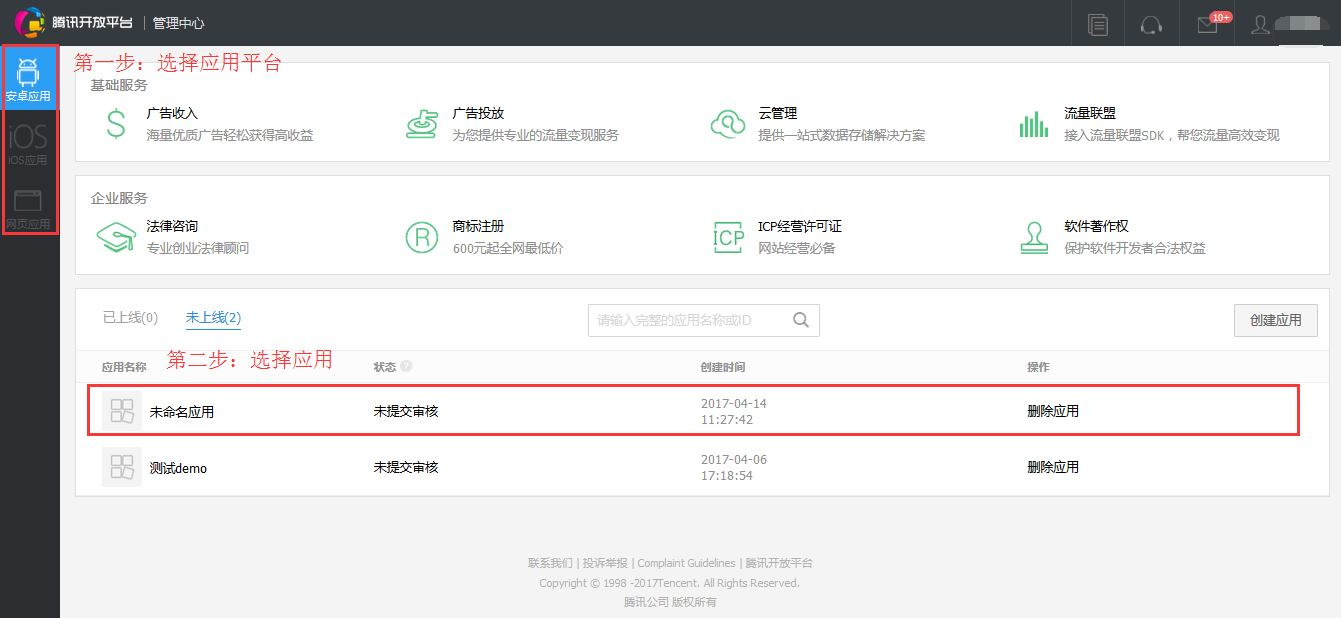 腾讯开放平台 | 管理中心
10+
安卓应用
iOS
iOS应用
网页应用
第一步：选择应用平台
基础服务
广告收入
海量优质广告轻松获得高收益
广告投放
为您提供专业的流量变现服务
云管理
提供一站式数据存储解决方案
流量联盟
接入流量联盟SDK，帮您流量高效变现
企业服务
法律咨询
专业创业法律顾问
R
商标注册
600元起全网最低价
ICP
ICP经营许可证
网站经营必备
软件著作权
保护软件开发者合法权益
已上线(0)
未上线(2)
请输入完整的应用名称或ID
创建应用
第二步：选择应用
应用名称
状态 ?
创建时间
操作
未命名应用
未提交审核
2017-04-14
11:27:42
删除应用
测试demo
未提交审核
2017-04-06
17:18:54
删除应用
联系我们 | 投诉举报 | Complaint Guidelines | 腾讯开放平台
Copyright © 1998 -2017Tencent. All Rights Reserved.
腾讯公司 版权所有